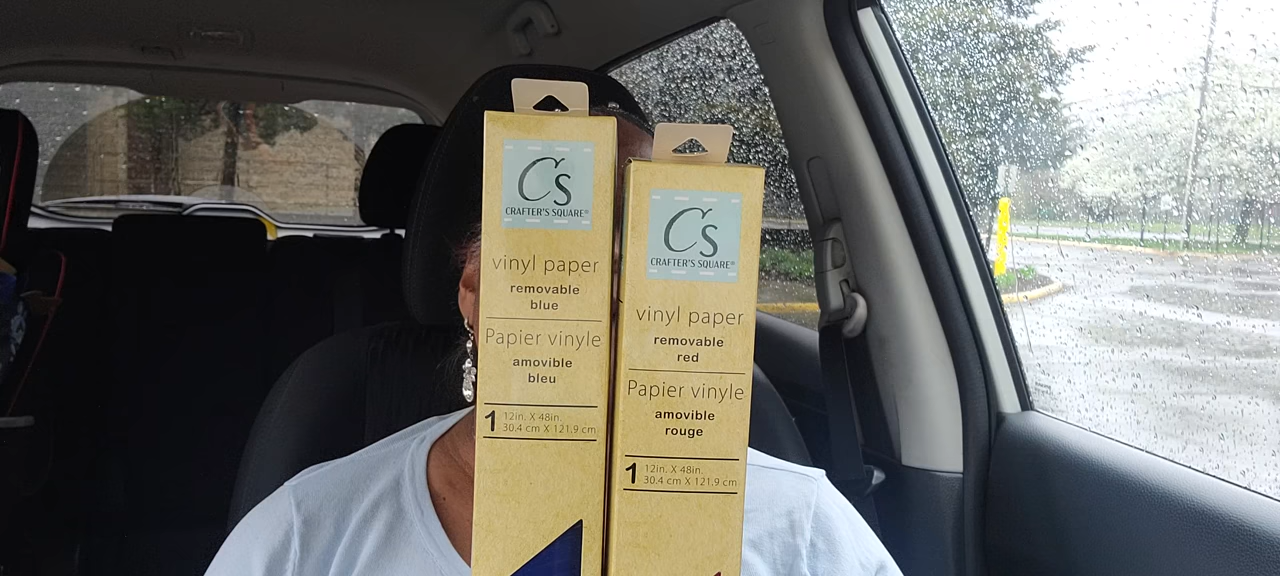 Cs
CRAFTER'S SQUARE®
vinyl paper
removable
blue
Papier vinyle
amovible
bleu
1 12in. X 48in.
30.4 cm X 121.9 cm
Cs
CRAFTER'S SQUARE®
vinyl paper
removable
red
Papier vinyle
amovible
rouge
1 12in. X 48in.
30.4 cm X 121.9 cm